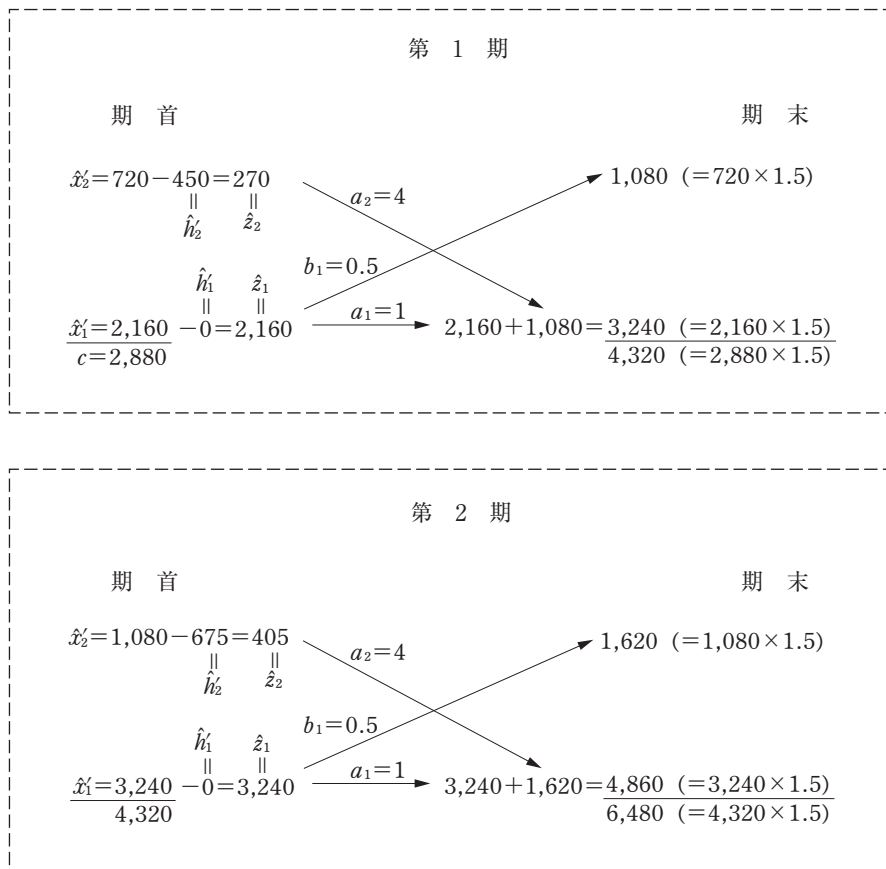 第 1 期
期 首 期 末
x̂′₂=720−450=270 a₂=4 1,080 (=720×1.5)
‖ ‖
ĥ′₂ ẑ₂
b₁=0.5
ĥ′₁ ẑ₁
‖ ‖
x̂′₁=2,160 −0=2,160 a₁=1 2,160+1,080=3,240 (=2,160×1.5)
c=2,880 4,320 (=2,880×1.5)
第 2 期
期 首 期 末
x̂′₂=1,080−675=405 a₂=4 1,620 (=1,080×1.5)
‖ ‖
ĥ′₂ ẑ₂
b₁=0.5
ĥ′₁ ẑ₁
‖ ‖
x̂′₁=3,240 −0=3,240 a₁=1 3,240+1,620=4,860 (=3,240×1.5)
4,320 6,480 (=4,320×1.5)